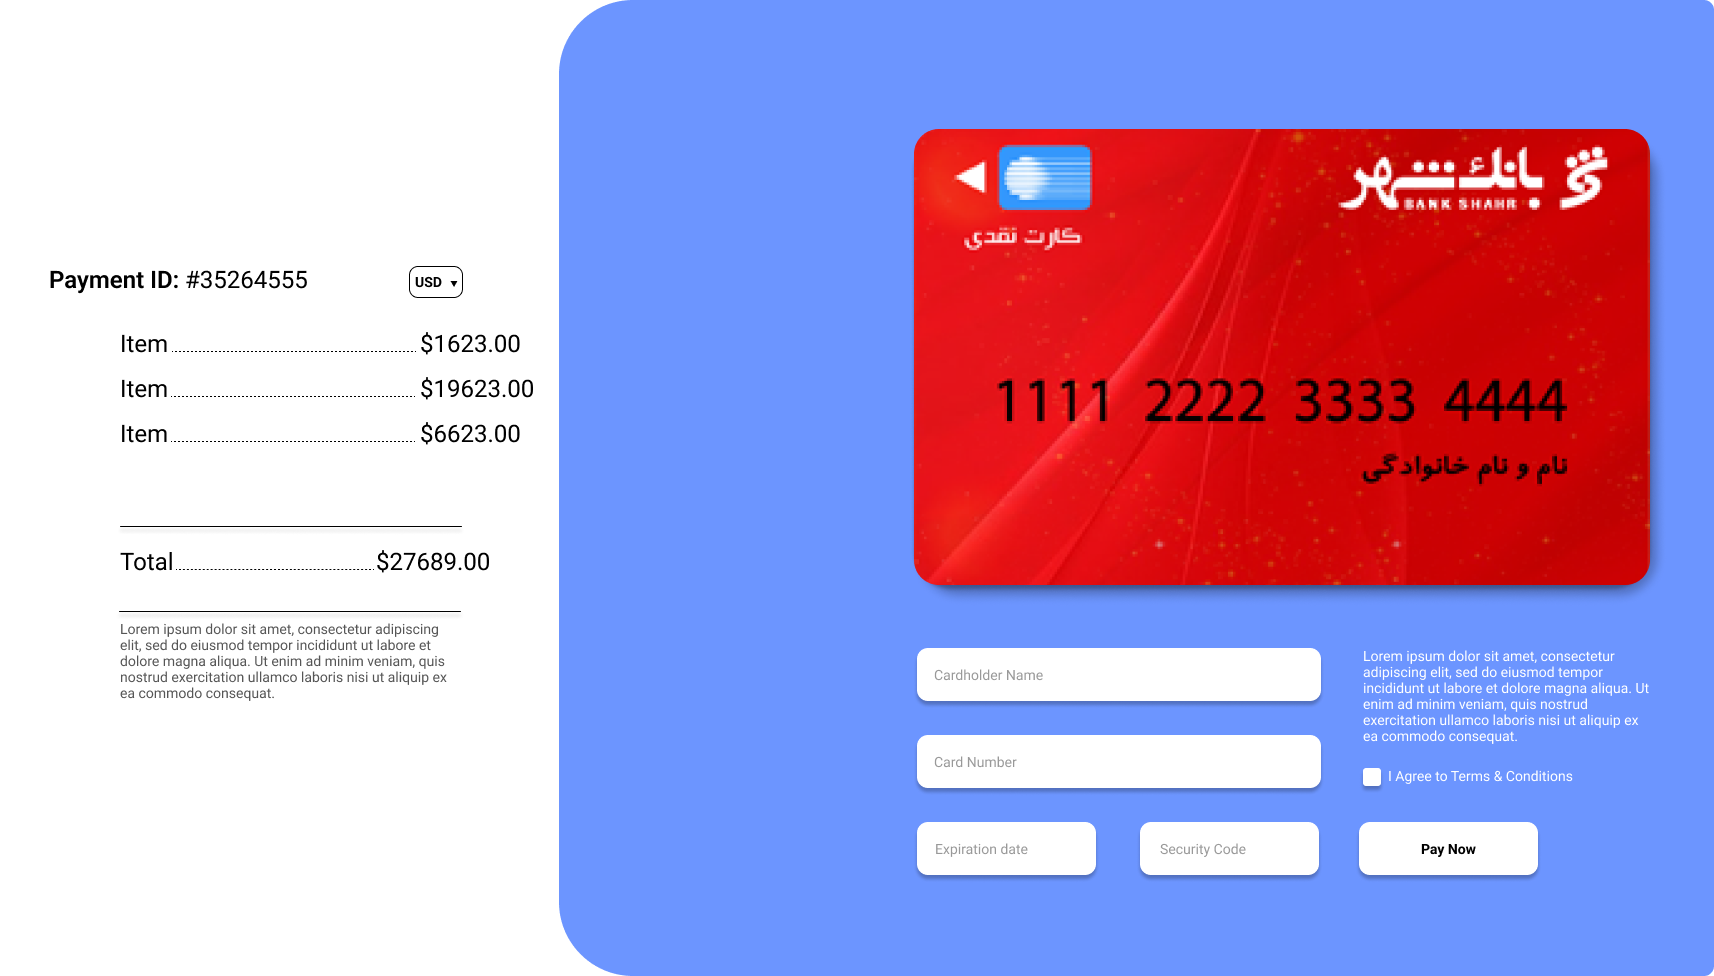 Payment ID: #35264555
USD
Item $1623.00
Item $19623.00
Item $6623.00
Total $27689.00
Lorem ipsum dolor sit amet, consectetur adipiscing
elit, sed do eiusmod tempor incididunt ut labore et
dolore magna aliqua. Ut enim ad minim veniam, quis
nostrud exercitation ullamco laboris nisi ut aliquip ex
ea commodo consequat.
بانک شهر
BANK SHAHR
کارت نقدی
1111 2222 3333 4444
نام و نام خانوادگی
Cardholder Name
Card Number
Expiration date
Security Code
Lorem ipsum dolor sit amet, consectetur
adipiscing elit, sed do eiusmod tempor
incididunt ut labore et dolore magna aliqua. Ut
enim ad minim veniam, quis nostrud
exercitation ullamco laboris nisi ut aliquip ex
ea commodo consequat.
I Agree to Terms & Conditions
Pay Now